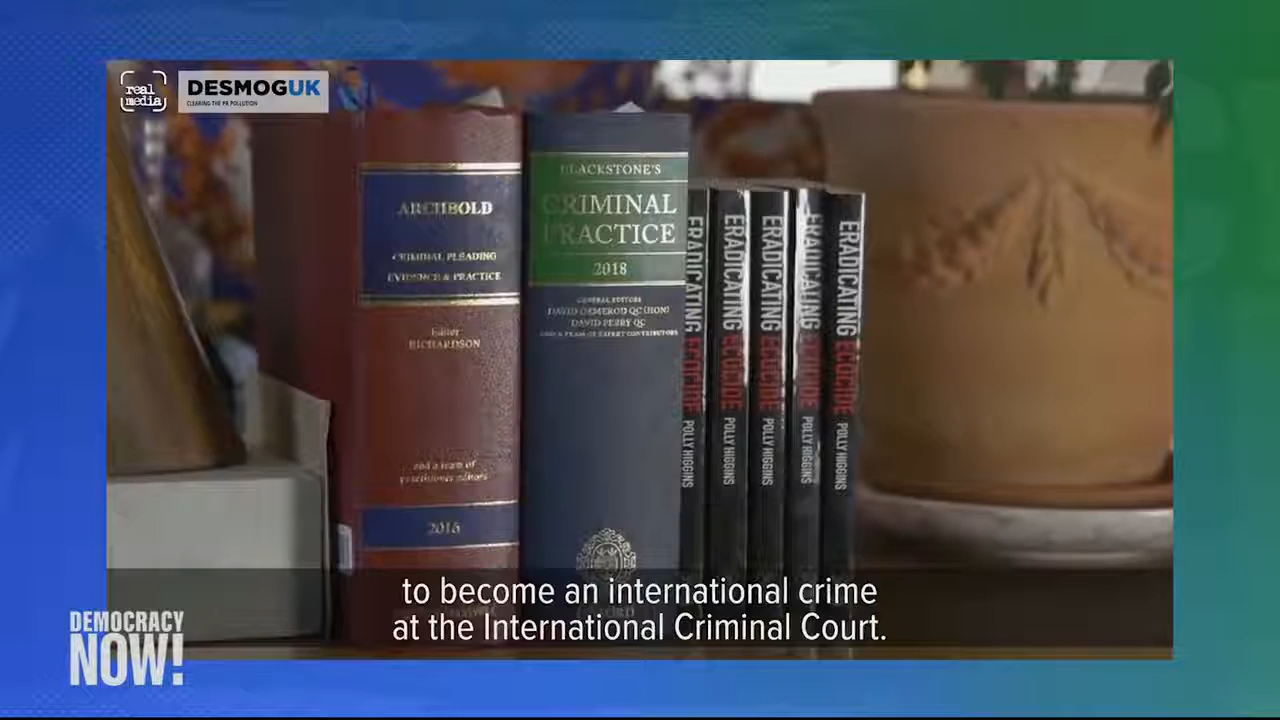 real
media
DESMOGUK
CLEARING THE PR POLLUTION
ARCHBOLD
CRIMINAL PLEADING
EVIDENCE & PRACTICE
Editor
RICHARDSON
and a team of
practitioner editors
2016
BLACKSTONE'S
CRIMINAL
PRACTICE
2018
GENERAL EDITORS
DAVID ORMEROD QC (HON)
DAVID PERRY QC
AND A TEAM OF EXPERT CONTRIBUTORS
OXFORD
ERADICATING ECOCIDE POLLY HIGGINS
ERADICATING ECOCIDE POLLY HIGGINS
ERADICATING ECOCIDE POLLY HIGGINS
ERADICATING ECOCIDE POLLY HIGGINS
ERADICATING ECOCIDE POLLY HIGGINS
to become an international crime
at the International Criminal Court.
DEMOCRACY
NOW!